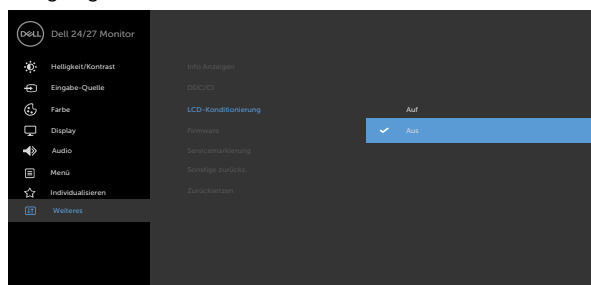 DELL Dell 24/27 Monitor
Helligkeit/Kontrast Info Anzeigen
Eingabe-Quelle DDC/CI
Farbe LCD-Konditionierung Auf
Display Firmware Aus
Audio Servicemarkierung
Menü Sonstige zurücks.
Individualisieren Zurücksetzen
Weiteres